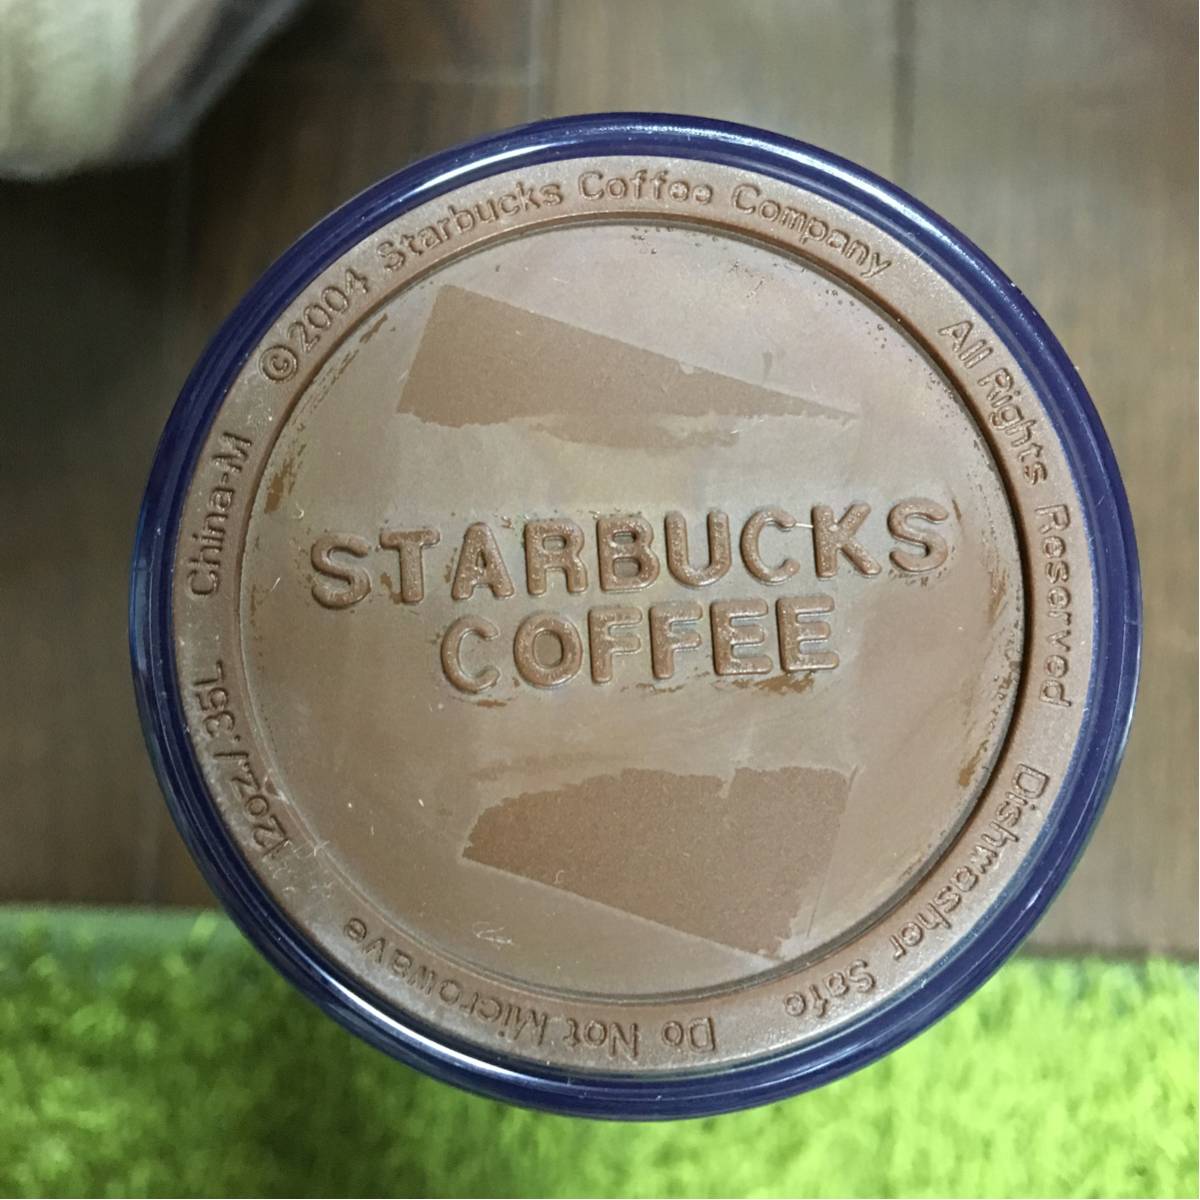 ©2004 Starbucks Coffee Company
All Rights Reserved
Dishwasher Safe
Do Not Microwave
12oz./.35L
China-M
STARBUCKS
COFFEE